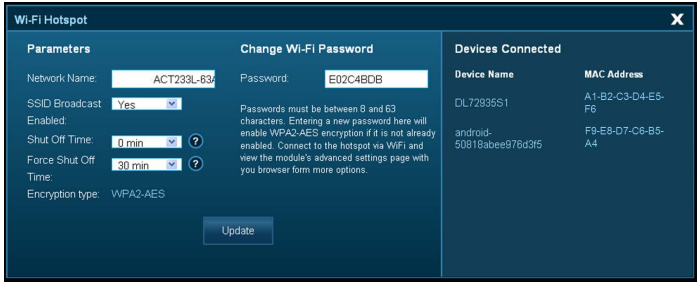 Wi-Fi Hotspot
X
Parameters
Network Name:
ACT233L-63A
SSID Broadcast
Enabled:
Yes
Shut Off Time:
0 min
?
Force Shut Off
Time:
30 min
?
Encryption type:
WPA2-AES
Change Wi-Fi Password
Password:
E02C4BDB
Passwords must be between 8 and 63
characters. Entering a new password here will
enable WPA2-AES encryption if it is not already
enabled. Connect to the hotspot via WiFi and
view the module's advanced settings page with
you browser form more options.
Update
Devices Connected
Device Name
MAC Address
DL72935S1
A1-B2-C3-D4-E5-
F6
android-
50818abee976d3f5
F9-E8-D7-C6-B5-
A4